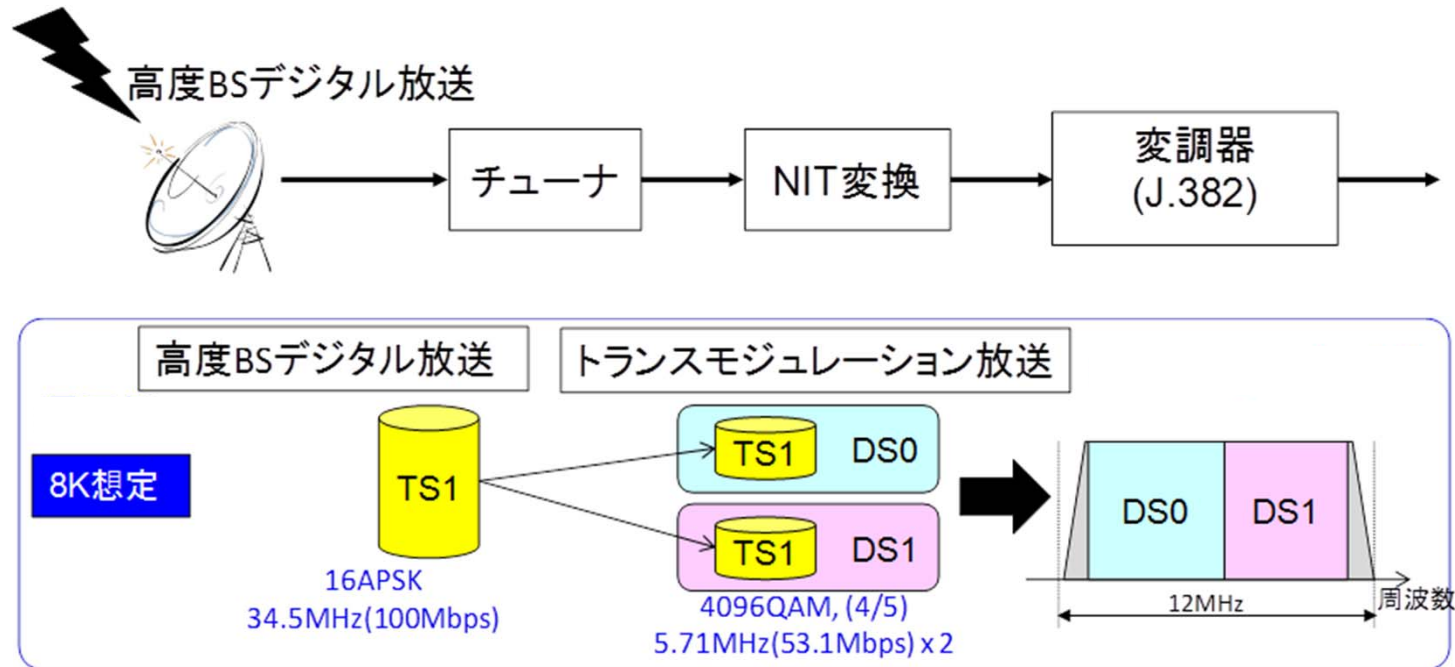 高度BSデジタル放送
チューナ
NIT変換
変調器
(J.382)
高度BSデジタル放送
トランスモジュレーション放送
8K想定
TS1
TS1
DS0
TS1
DS1
16APSK
34.5MHz(100Mbps)
4096QAM, (4/5)
5.71MHz(53.1Mbps) x 2
DS0
DS1
12MHz
周波数